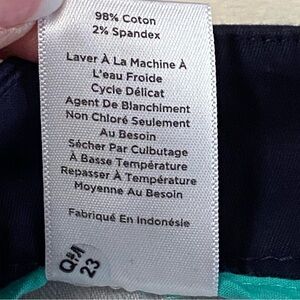 98% Coton
2% Spandex
Laver À La Machine À
L'eau Froide
Cycle Délicat
Agent De Blanchiment
Non Chloré Seulement
Au Besoin
Sécher Par Culbutage
À Basse Température
Repasser À Température
Moyenne Au Besoin
Fabriqué En Indonésie
23